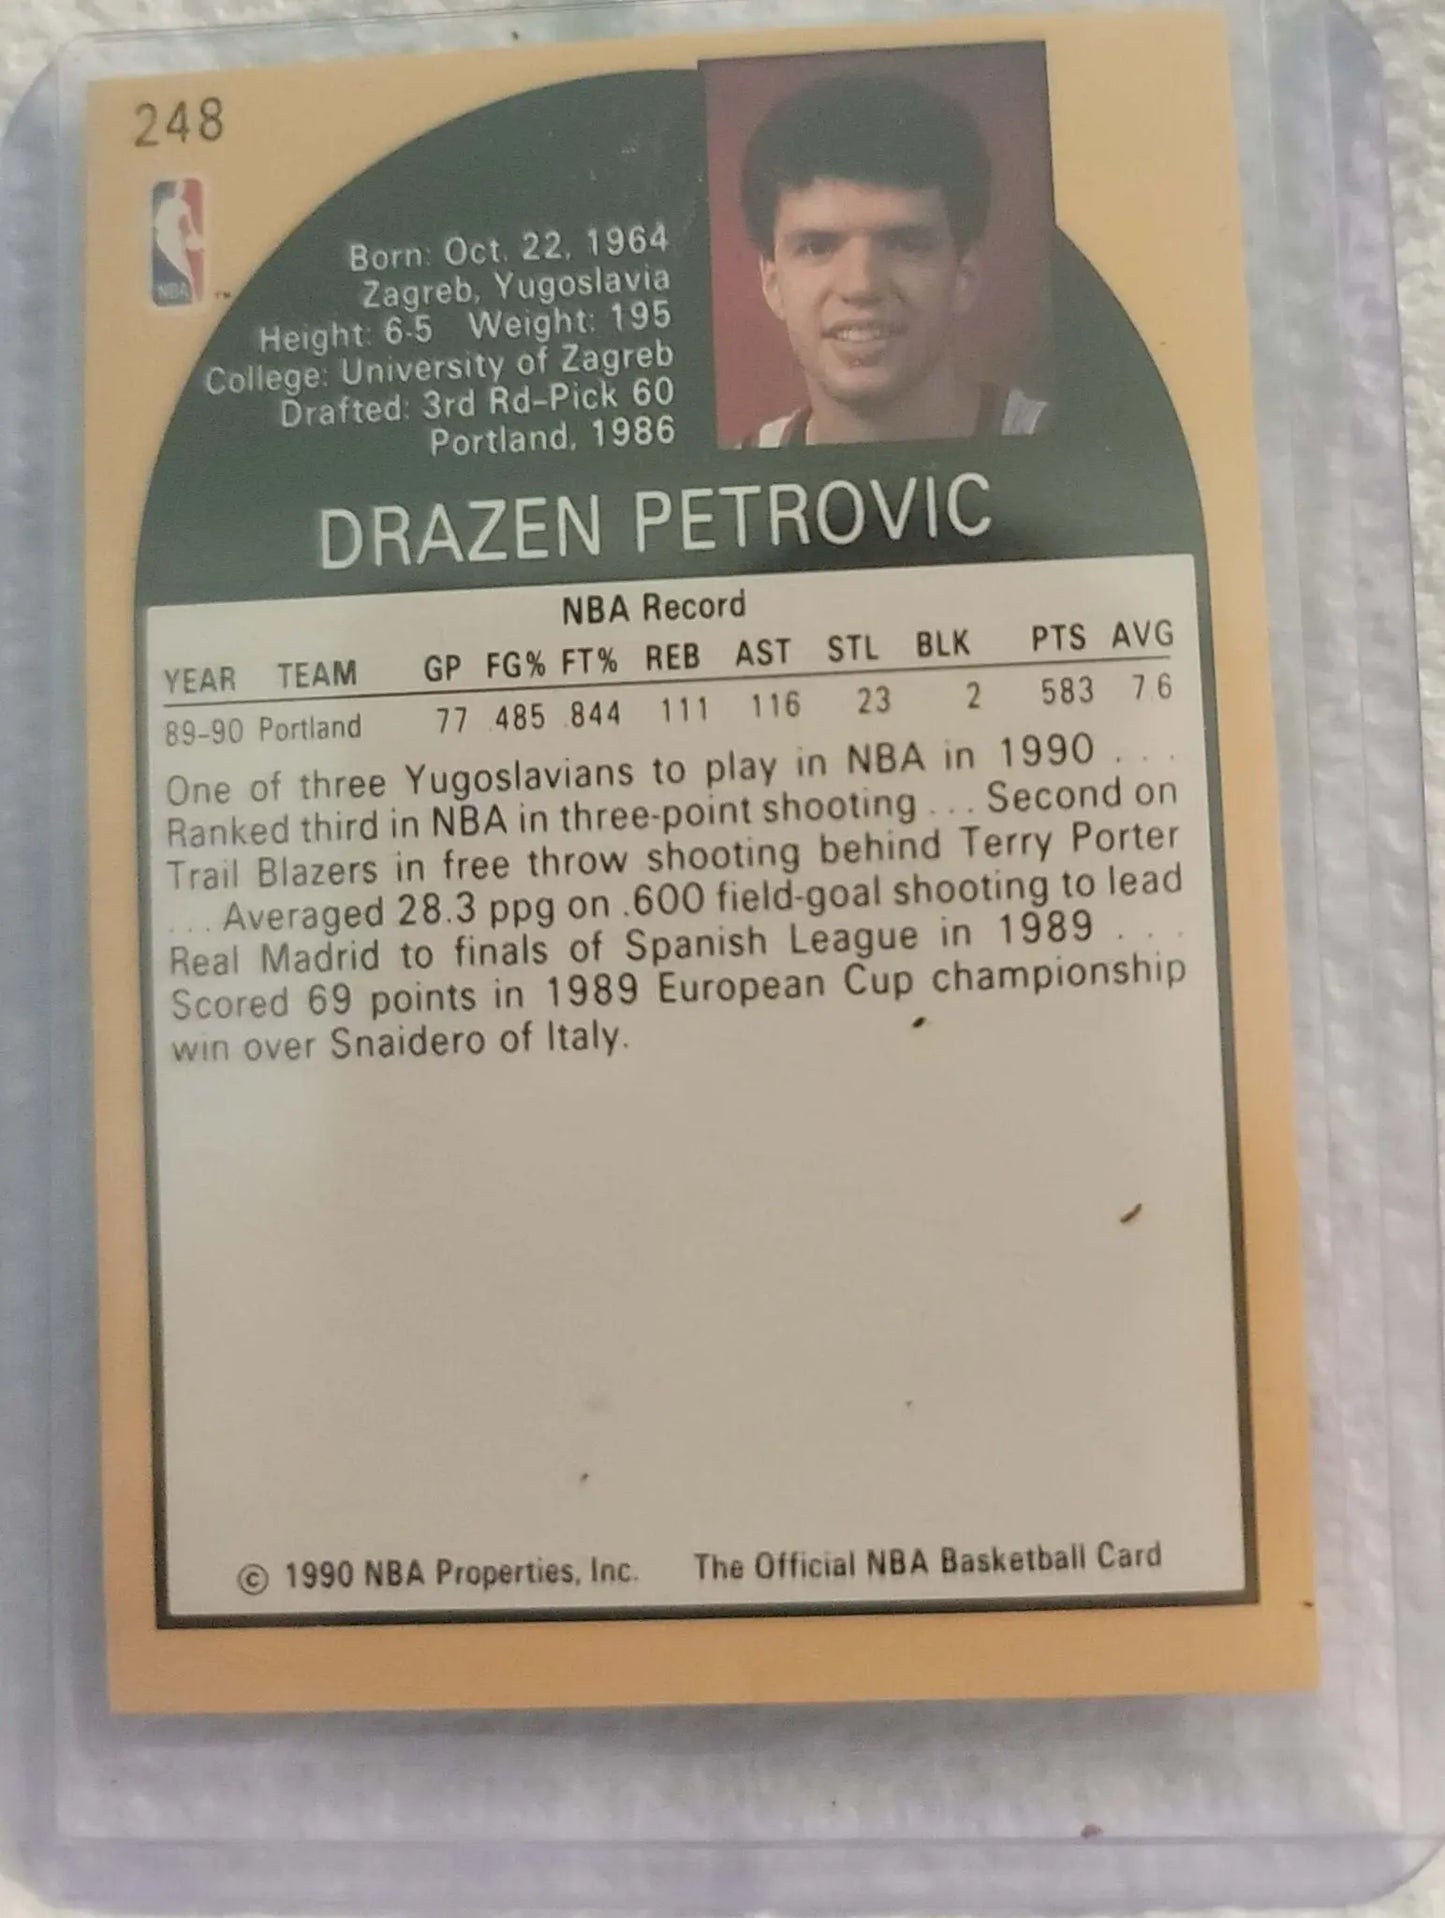 248
NBA
™
Born: Oct. 22, 1964
Zagreb, Yugoslavia
Height: 6-5 Weight: 195
College: University of Zagreb
Drafted: 3rd Rd-Pick 60
Portland, 1986
DRAZEN PETROVIC
NBA Record
YEAR TEAM GP FG% FT% REB AST STL BLK PTS AVG
89-90 Portland 77 .485 .844 111 116 23 2 583 7.6
One of three Yugoslavians to play in NBA in 1990 . . .
Ranked third in NBA in three-point shooting . . . Second on
Trail Blazers in free throw shooting behind Terry Porter
. . . Averaged 28.3 ppg on .600 field-goal shooting to lead
Real Madrid to finals of Spanish League in 1989 . . .
Scored 69 points in 1989 European Cup championship
win over Snaidero of Italy.
© 1990 NBA Properties, Inc. The Official NBA Basketball Card